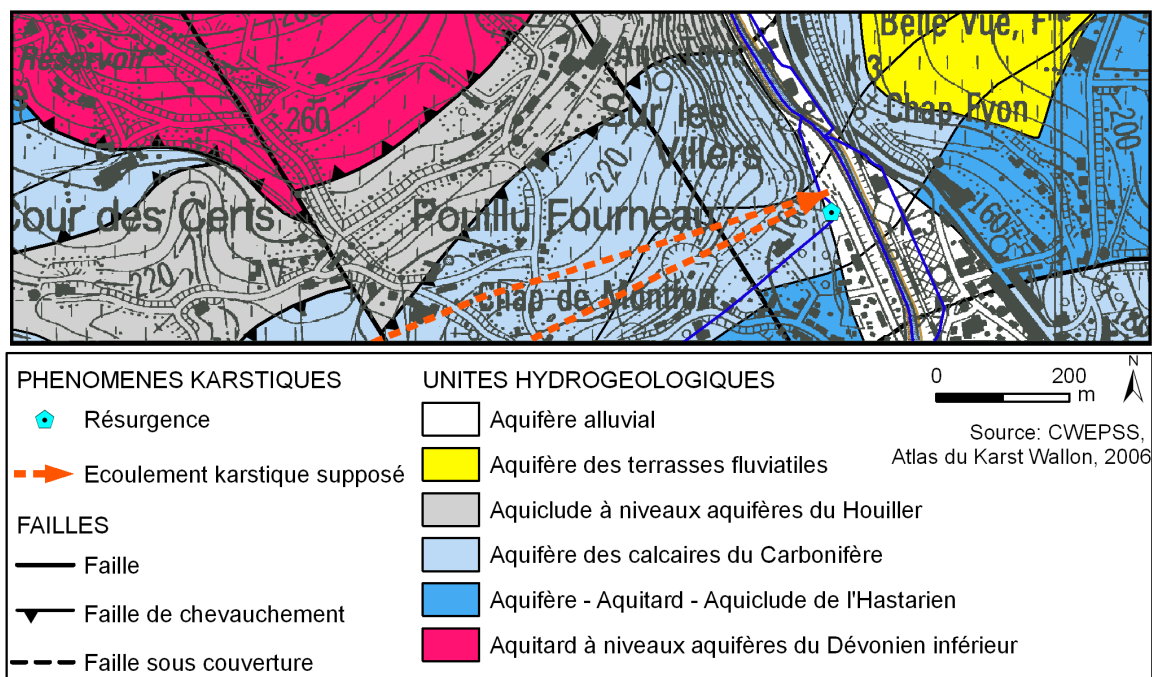 Belle Vue, F
Réservoir
260
Sur les
Villers
Chap Fyon
200
220
Cour des Cerfs
Pouillu Fourneau
160
220
Chap de Monfort
PHENOMENES KARSTIQUES
Résurgence
Ecoulement karstique supposé
FAILLES
Faille
Faille de chevauchement
Faille sous couverture
UNITES HYDROGEOLOGIQUES
Aquifère alluvial
Aquifère des terrasses fluviatiles
Aquiclude à niveaux aquifères du Houiller
Aquifère des calcaires du Carbonifère
Aquifère - Aquitard - Aquiclude de l'Hastarien
Aquitard à niveaux aquifères du Dévonien inférieur
N
0 200
m
Source: CWEPSS,
Atlas du Karst Wallon, 2006